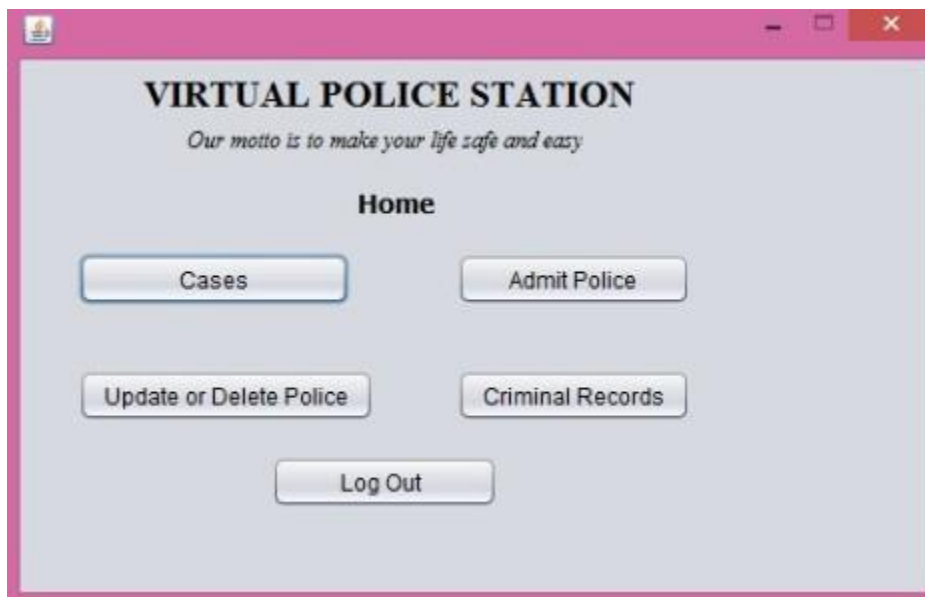 VIRTUAL POLICE STATION
Our motto is to make your life safe and easy
Home
Cases
Admit Police
Update or Delete Police
Criminal Records
Log Out